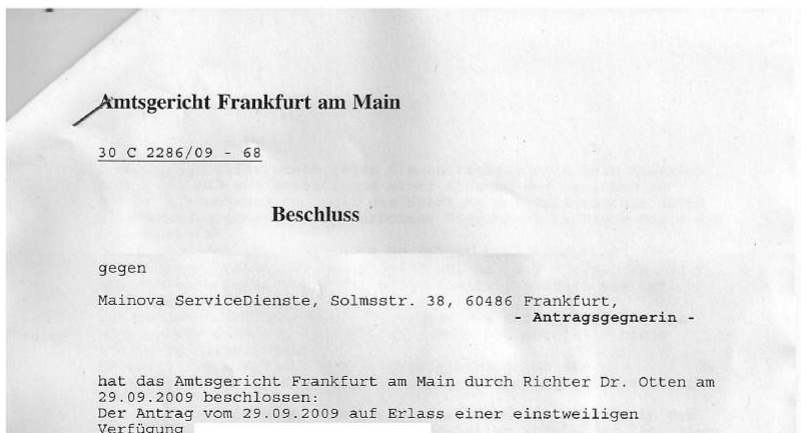 Amtsgericht Frankfurt am Main
30 C 2286/09 - 68
Beschluss
gegen
Mainova ServiceDienste, Solmsstr. 38, 60486 Frankfurt,
- Antragsgegnerin -
hat das Amtsgericht Frankfurt am Main durch Richter Dr. Otten am
29.09.2009 beschlossen:
Der Antrag vom 29.09.2009 auf Erlass einer einstweiligen
Verfügung